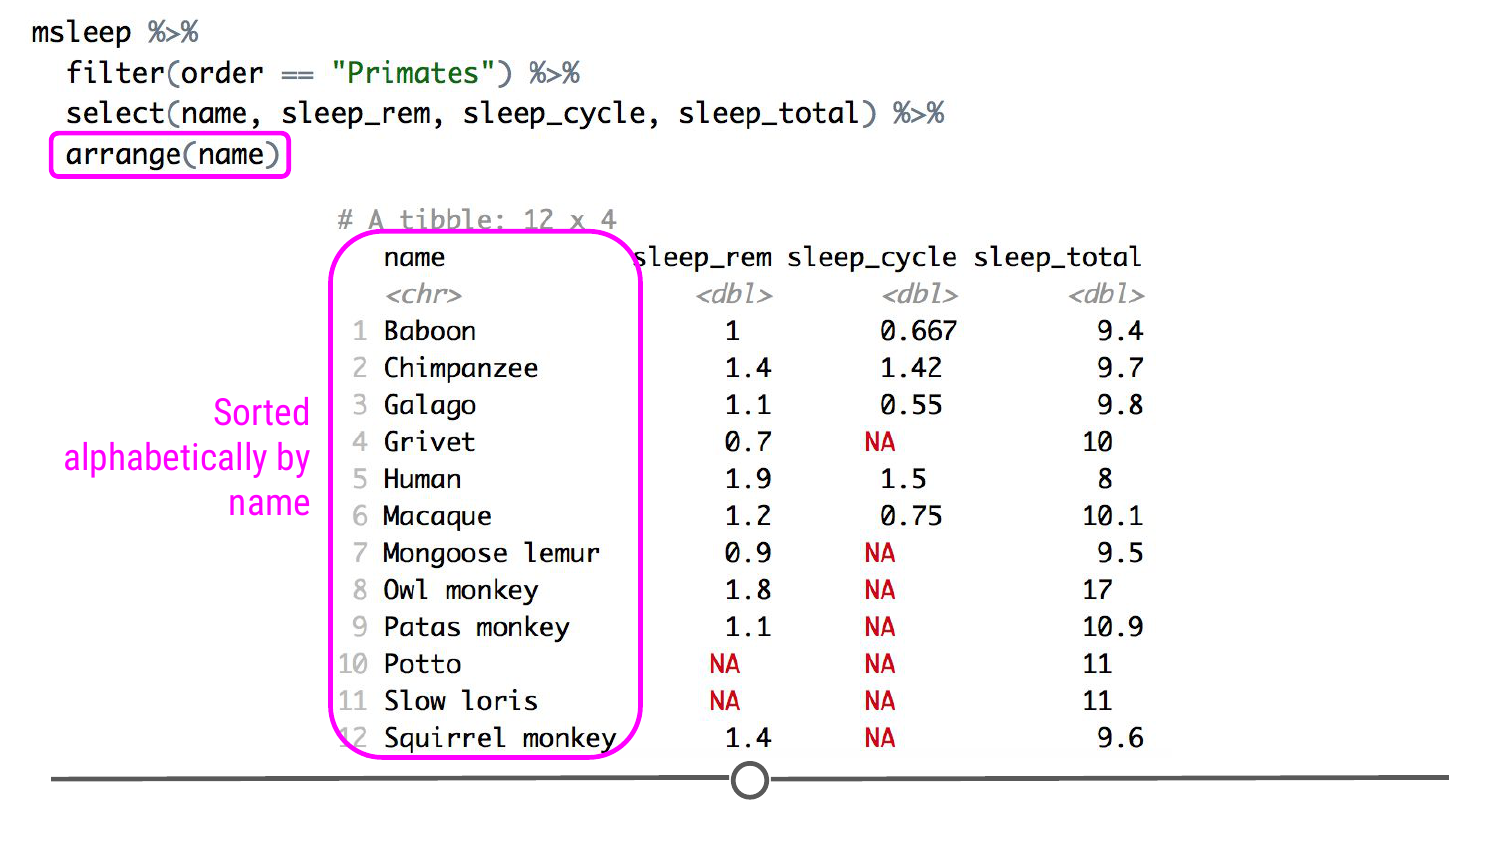 msleep %>%
filter(order == "Primates") %>%
select(name, sleep_rem, sleep_cycle, sleep_total) %>%
arrange(name)
# A tibble: 12 x 4
name sleep_rem sleep_cycle sleep_total
<chr> <dbl> <dbl> <dbl>
1 Baboon 1 0.667 9.4
2 Chimpanzee 1.4 1.42 9.7
3 Galago 1.1 0.55 9.8
4 Grivet 0.7 NA 10
5 Human 1.9 1.5 8
6 Macaque 1.2 0.75 10.1
7 Mongoose lemur 0.9 NA 9.5
8 Owl monkey 1.8 NA 17
9 Patas monkey 1.1 NA 10.9
10 Potto NA NA 11
11 Slow loris NA NA 11
12 Squirrel monkey 1.4 NA 9.6
Sorted
alphabetically by
name